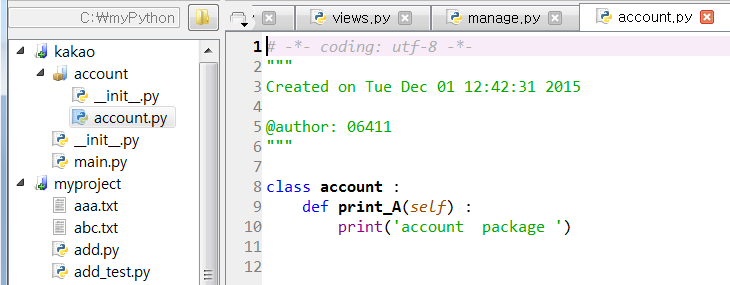 C:₩myPython
kakao
account
__init__.py
account.py
__init__.py
main.py
myproject
aaa.txt
abc.txt
add.py
add_test.py
views.py
manage.py
account.py
1 # -*- coding: utf-8 -*-
2 """
3 Created on Tue Dec 01 12:42:31 2015
4
5 @author: 06411
6 """
7
8 class account :
9     def print_A(self) :
10         print('account  package ')
11
12